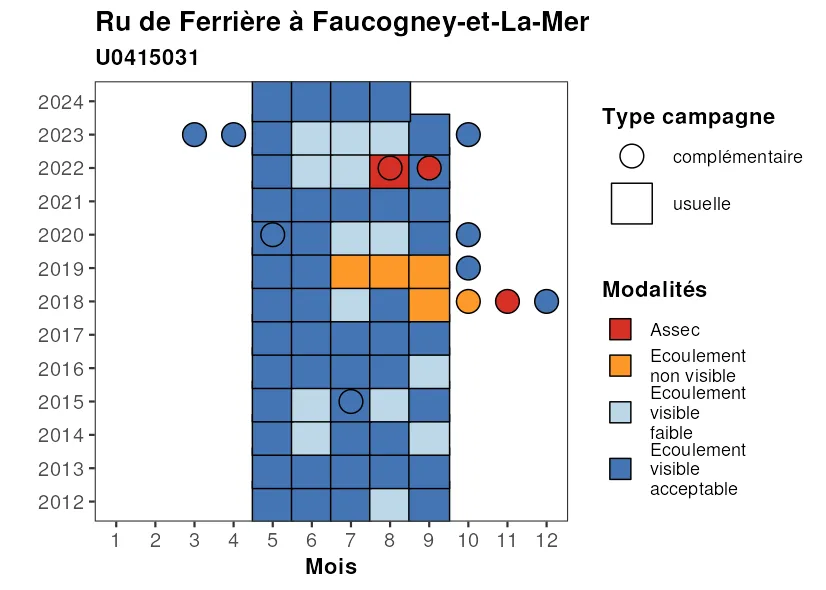 Ru de Ferrière à Faucogney-et-La-Mer
U0415031
2024
2023
2022
2021
2020
2019
2018
2017
2016
2015
2014
2013
2012
1 2 3 4 5 6 7 8 9 10 11 12
Mois
Type campagne
complémentaire
usuelle
Modalités
Assec
Ecoulement
non visible
Ecoulement
visible
faible
Ecoulement
visible
acceptable